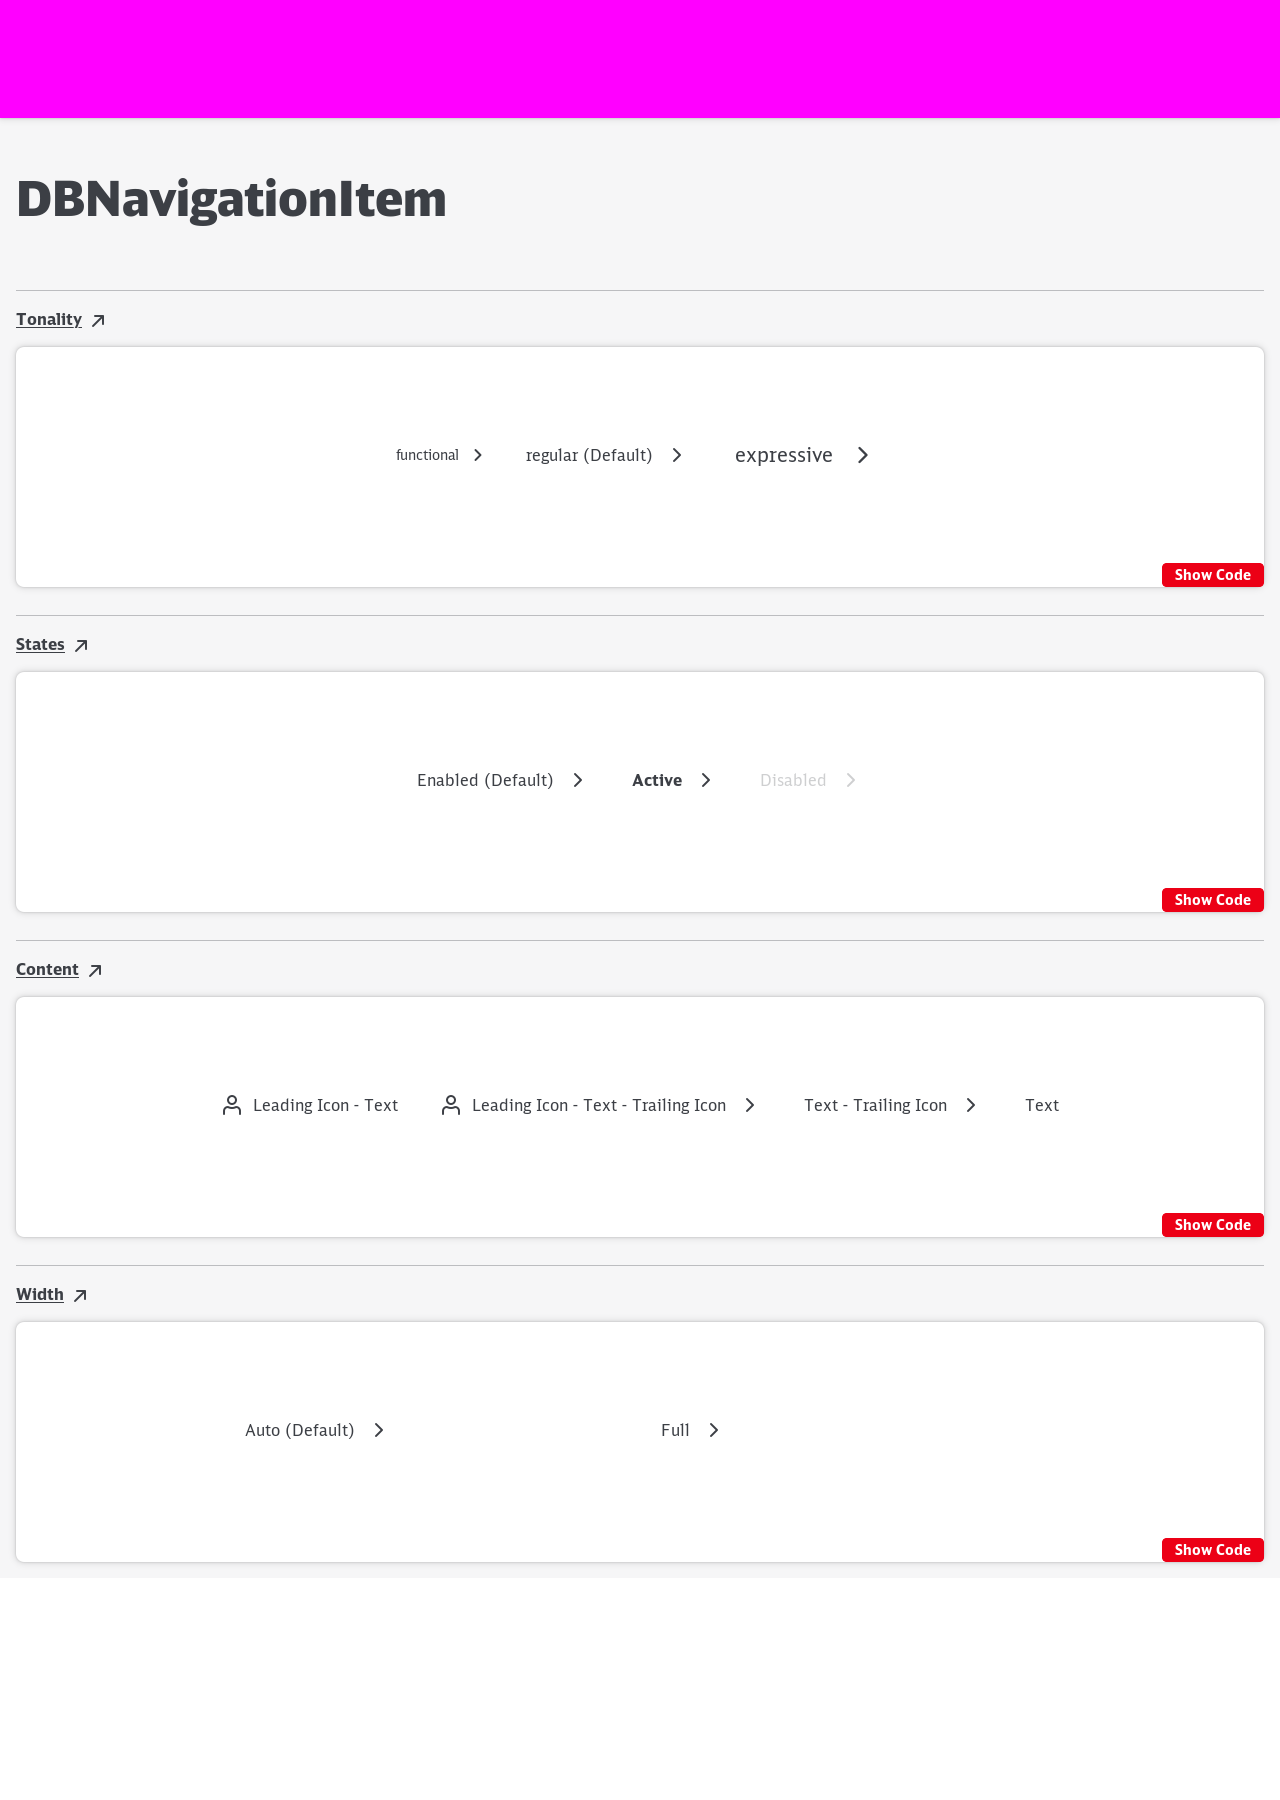 DBNavigationItem
Tonality
functional regular (Default) expressive
Show Code
States
Enabled (Default) Active Disabled
Show Code
Content
Leading Icon - Text Leading Icon - Text - Trailing Icon Text - Trailing Icon Text
Show Code
Width
Auto (Default) Full
Show Code